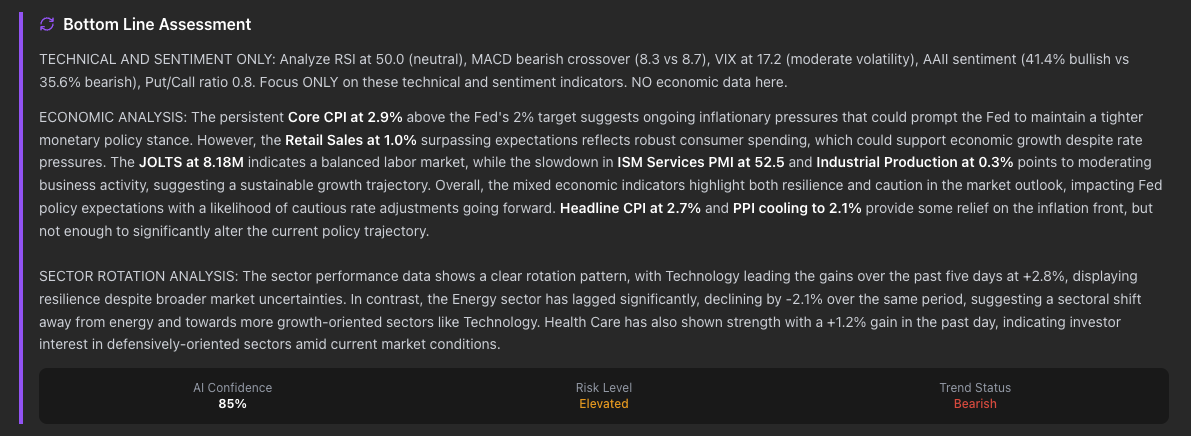 Bottom Line Assessment
TECHNICAL AND SENTIMENT ONLY: Analyze RSI at 50.0 (neutral), MACD bearish crossover (8.3 vs 8.7), VIX at 17.2 (moderate volatility), AAII sentiment (41.4% bullish vs
35.6% bearish), Put/Call ratio 0.8. Focus ONLY on these technical and sentiment indicators. NO economic data here.
ECONOMIC ANALYSIS: The persistent Core CPI at 2.9% above the Fed's 2% target suggests ongoing inflationary pressures that could prompt the Fed to maintain a tighter
monetary policy stance. However, the Retail Sales at 1.0% surpassing expectations reflects robust consumer spending, which could support economic growth despite rate
pressures. The JOLTS at 8.18M indicates a balanced labor market, while the slowdown in ISM Services PMI at 52.5 and Industrial Production at 0.3% points to moderating
business activity, suggesting a sustainable growth trajectory. Overall, the mixed economic indicators highlight both resilience and caution in the market outlook, impacting Fed
policy expectations with a likelihood of cautious rate adjustments going forward. Headline CPI at 2.7% and PPI cooling to 2.1% provide some relief on the inflation front, but
not enough to significantly alter the current policy trajectory.
SECTOR ROTATION ANALYSIS: The sector performance data shows a clear rotation pattern, with Technology leading the gains over the past five days at +2.8%, displaying
resilience despite broader market uncertainties. In contrast, the Energy sector has lagged significantly, declining by -2.1% over the same period, suggesting a sectoral shift
away from energy and towards more growth-oriented sectors like Technology. Health Care has also shown strength with a +1.2% gain in the past day, indicating investor
interest in defensively-oriented sectors amid current market conditions.
AI Confidence
85%
Risk Level
Elevated
Trend Status
Bearish